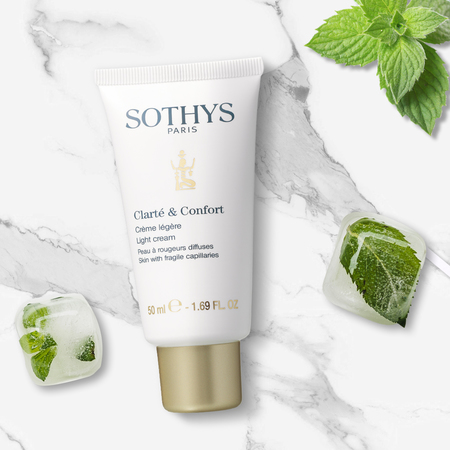 SOTHYS
PARIS
Clarté & Confort
Crème légère
Light cream
Peau à rougeurs diffuses
Skin with fragile capillaries
50 ml ℮ - 1.69 FL. OZ